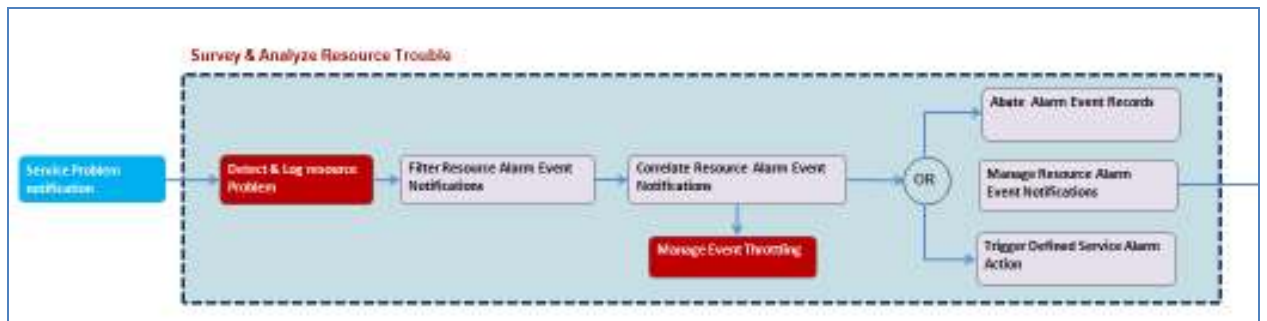 Survey & Analyze Resource Trouble
Abate Alarm Event Records
Service Problem
notification
Detect & Log resource
Problem
Filter Resource Alarm Event
Notifications
Correlate Resource Alarm Event
Notifications
OR
Manage Resource Alarm
Event Notifications
Manage Event Throttling
Trigger Defined Service Alarm
Action